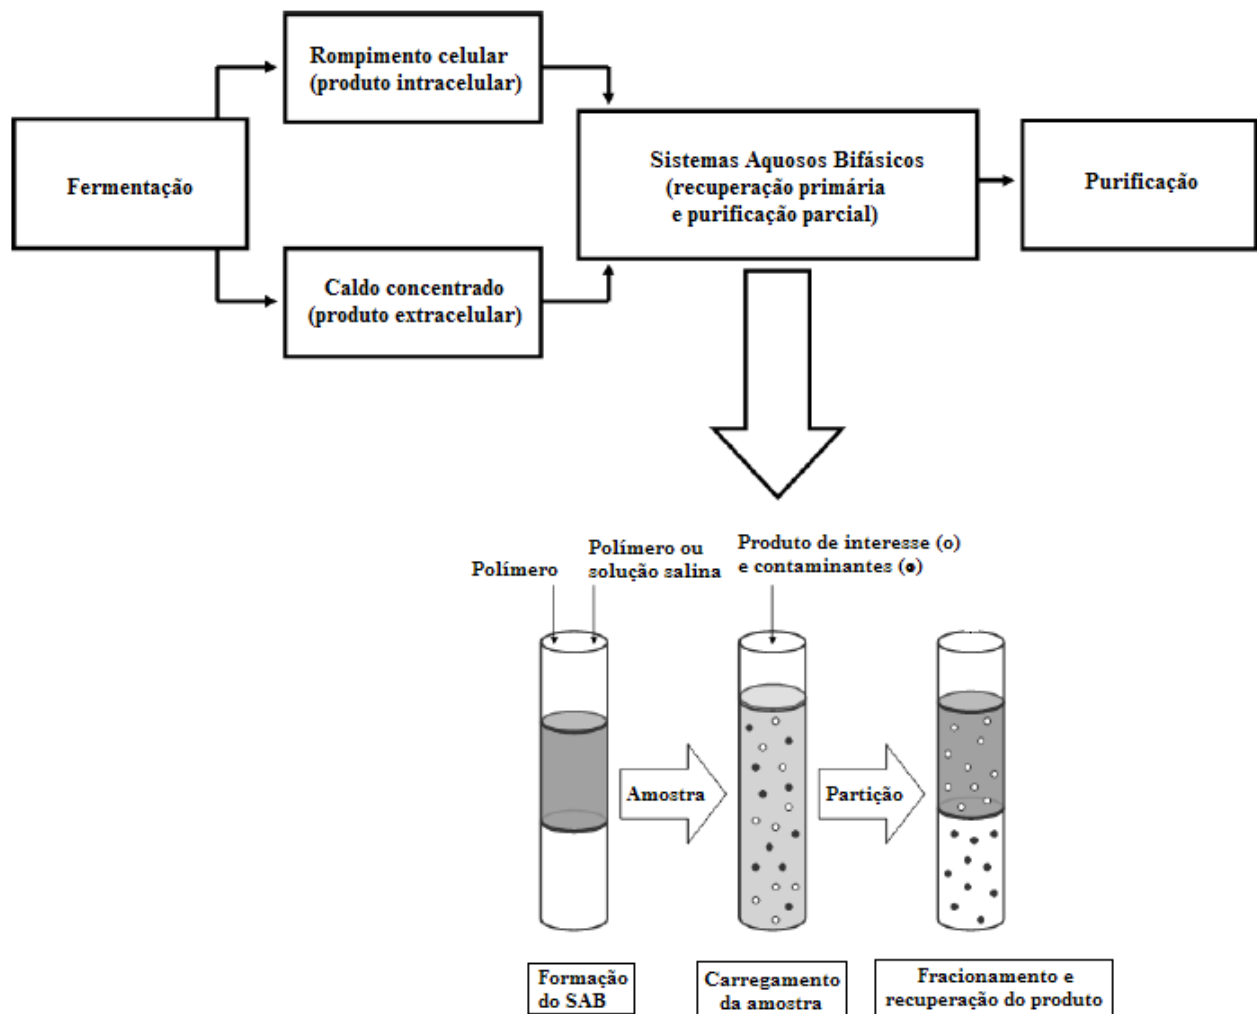 Rompimento celular
(produto intracelular)
Fermentação
Sistemas Aquosos Bifásicos
(recuperação primária
e purificação parcial)
Purificação
Caldo concentrado
(produto extracelular)
Polímero
Polímero ou
solução salina
Produto de interesse (o)
e contaminantes (●)
Amostra
Partição
Formação
do SAB
Carregamento
da amostra
Fracionamento e
recuperação do produto